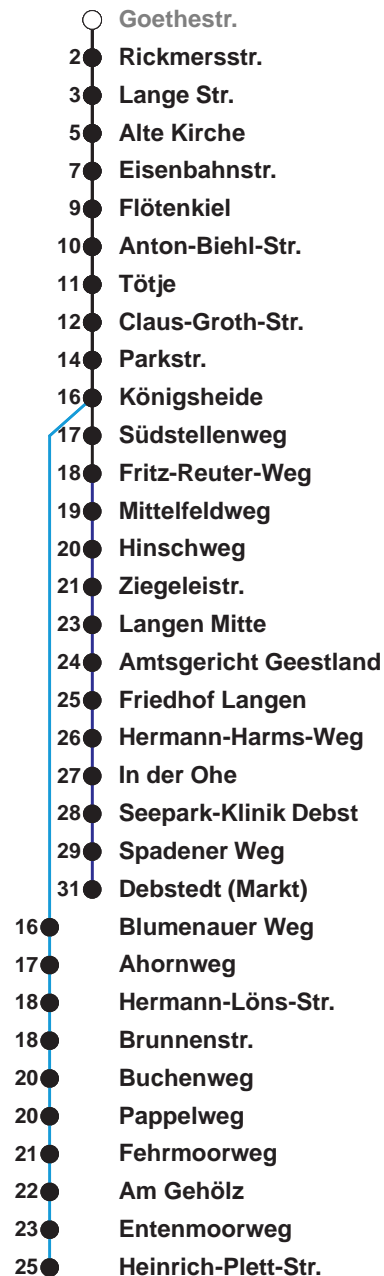 Goethestr.
2 Rickmersstr.
3 Lange Str.
5 Alte Kirche
7 Eisenbahnstr.
9 Flötenkiel
10 Anton-Biehl-Str.
11 Tötje
12 Claus-Groth-Str.
14 Parkstr.
16 Königsheide
17 Südstellenweg
18 Fritz-Reuter-Weg
19 Mittelfeldweg
20 Hinschweg
21 Ziegeleistr.
23 Langen Mitte
24 Amtsgericht Geestland
25 Friedhof Langen
26 Hermann-Harms-Weg
27 In der Ohe
28 Seepark-Klinik Debst
29 Spadener Weg
31 Debstedt (Markt)
16 Blumenauer Weg
17 Ahornweg
18 Hermann-Löns-Str.
18 Brunnenstr.
20 Buchenweg
20 Pappelweg
21 Fehrmoorweg
22 Am Gehölz
23 Entenmoorweg
25 Heinrich-Plett-Str.